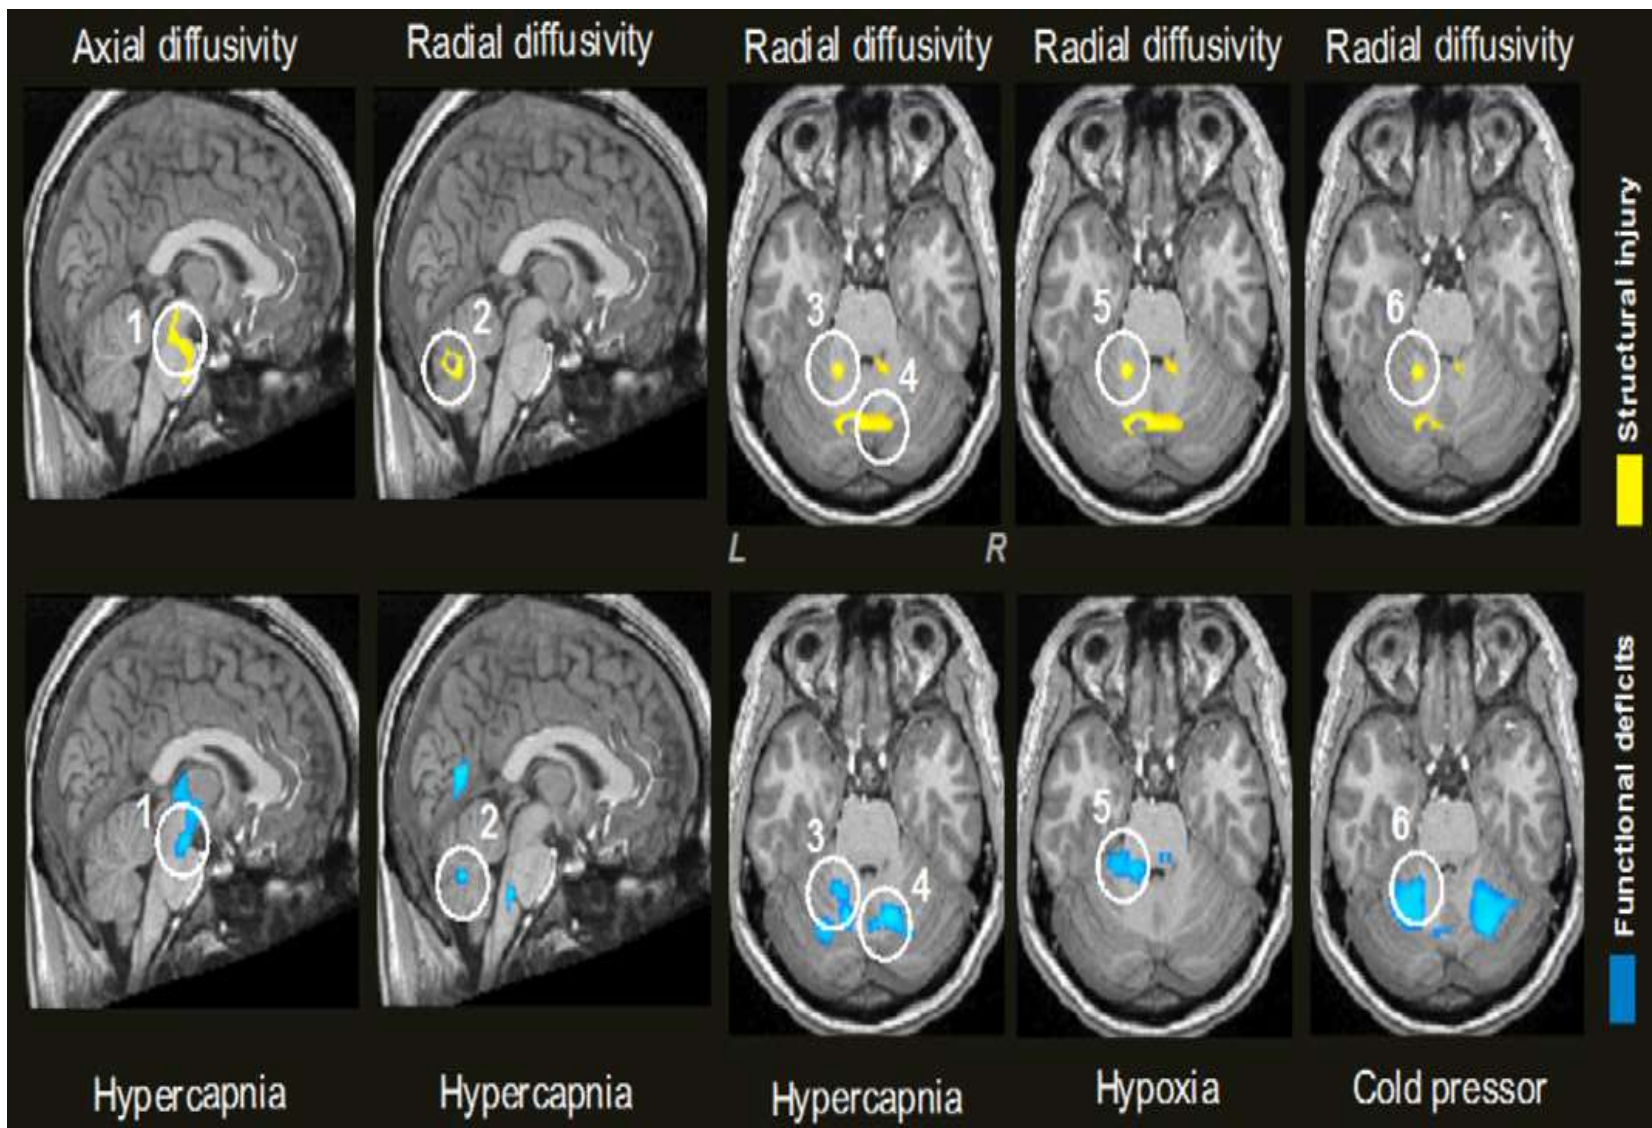 Axial diffusivity
Radial diffusivity
Radial diffusivity
Radial diffusivity
Radial diffusivity
1
2
3
4
5
6
Structural injury
L
R
1
2
3
4
5
6
Functional deficits
Hypercapnia
Hypercapnia
Hypercapnia
Hypoxia
Cold pressor